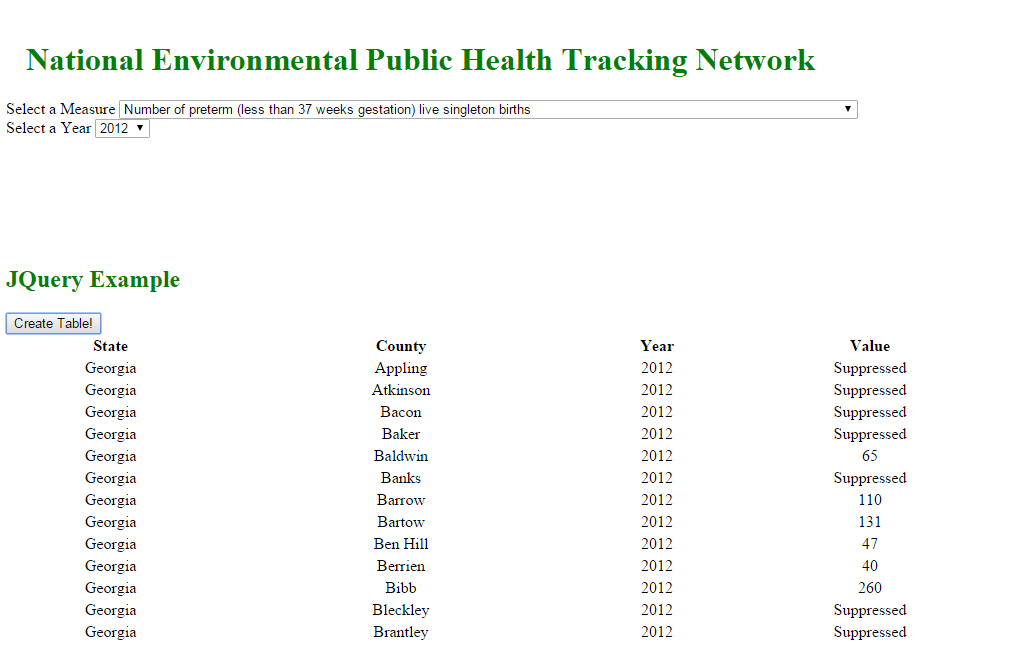 National Environmental Public Health Tracking Network
Select a Measure Number of preterm (less than 37 weeks gestation) live singleton births
Select a Year 2012
JQuery Example
Create Table!
State County Year Value
Georgia Appling 2012 Suppressed
Georgia Atkinson 2012 Suppressed
Georgia Bacon 2012 Suppressed
Georgia Baker 2012 Suppressed
Georgia Baldwin 2012 65
Georgia Banks 2012 Suppressed
Georgia Barrow 2012 110
Georgia Bartow 2012 131
Georgia Ben Hill 2012 47
Georgia Berrien 2012 40
Georgia Bibb 2012 260
Georgia Bleckley 2012 Suppressed
Georgia Brantley 2012 Suppressed